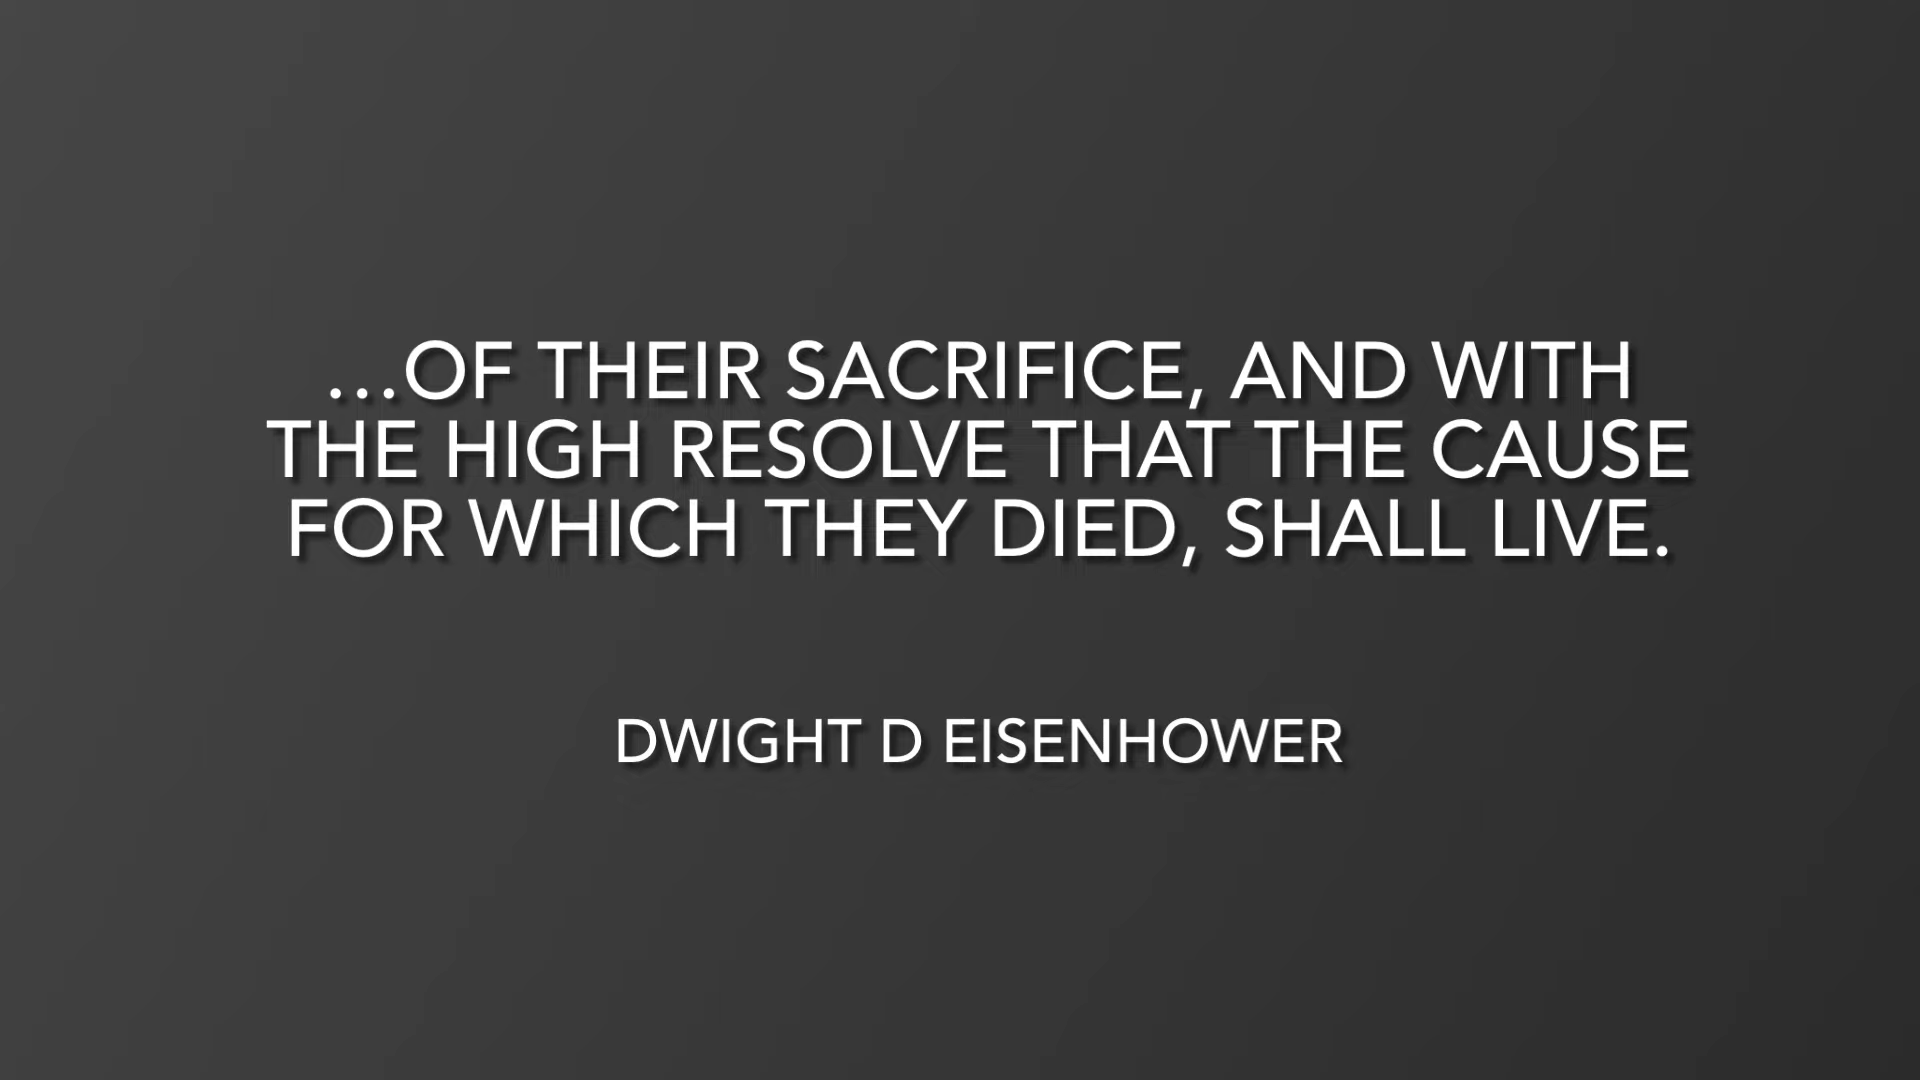 ...OF THEIR SACRIFICE, AND WITH
THE HIGH RESOLVE THAT THE CAUSE
FOR WHICH THEY DIED, SHALL LIVE.
DWIGHT D EISENHOWER